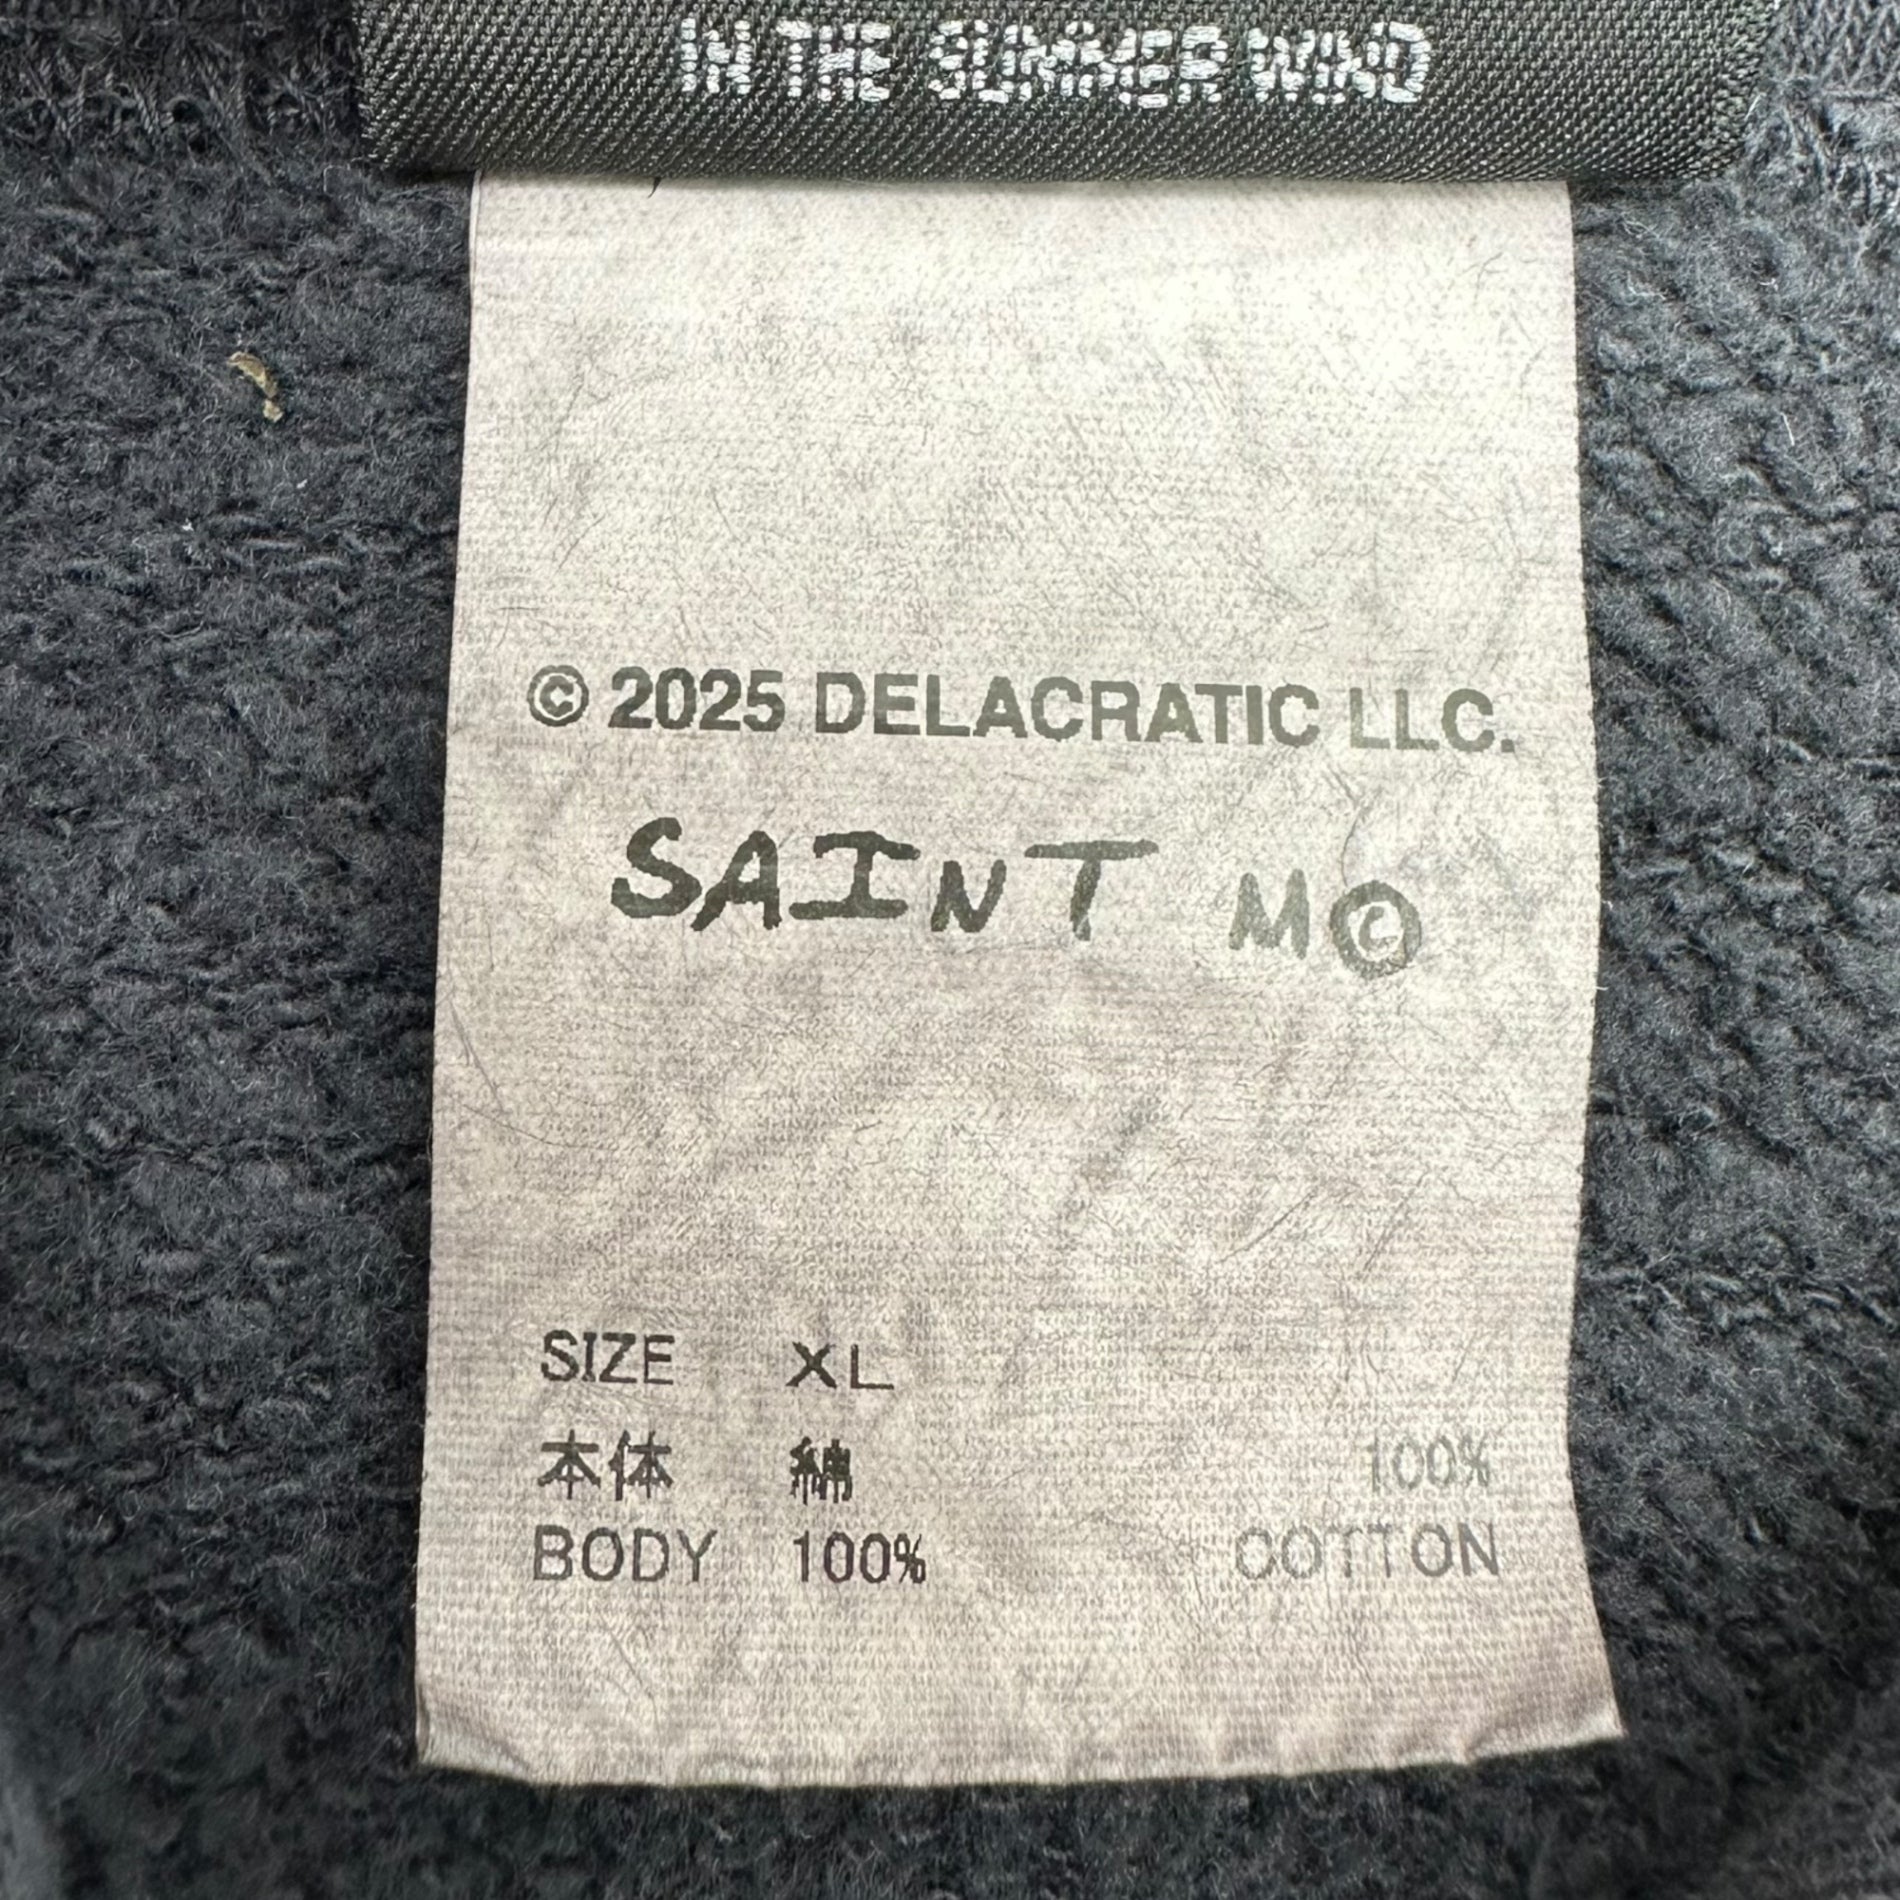 IN THE SUMMER WIND
© 2025 DELACRATIC LLC.
SAINT M©
SIZE XL
本体 綿 100%
BODY 100% COTTON